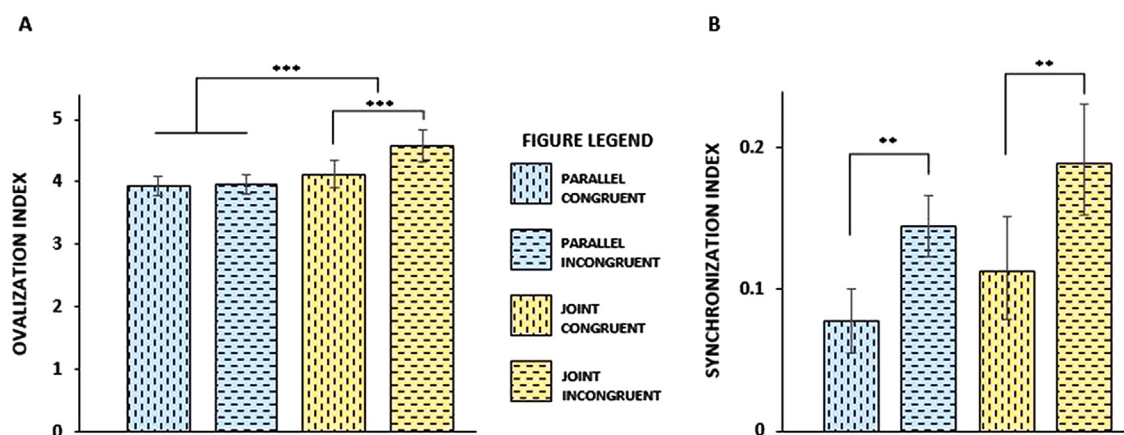 A
***
***
5
4
3
2
1
0
OVALIZATION INDEX
FIGURE LEGEND
PARALLEL
CONGRUENT
PARALLEL
INCONGRUENT
JOINT
CONGRUENT
JOINT
INCONGRUENT
B
**
**
0.2
0.1
0
SYNCHRONIZATION INDEX